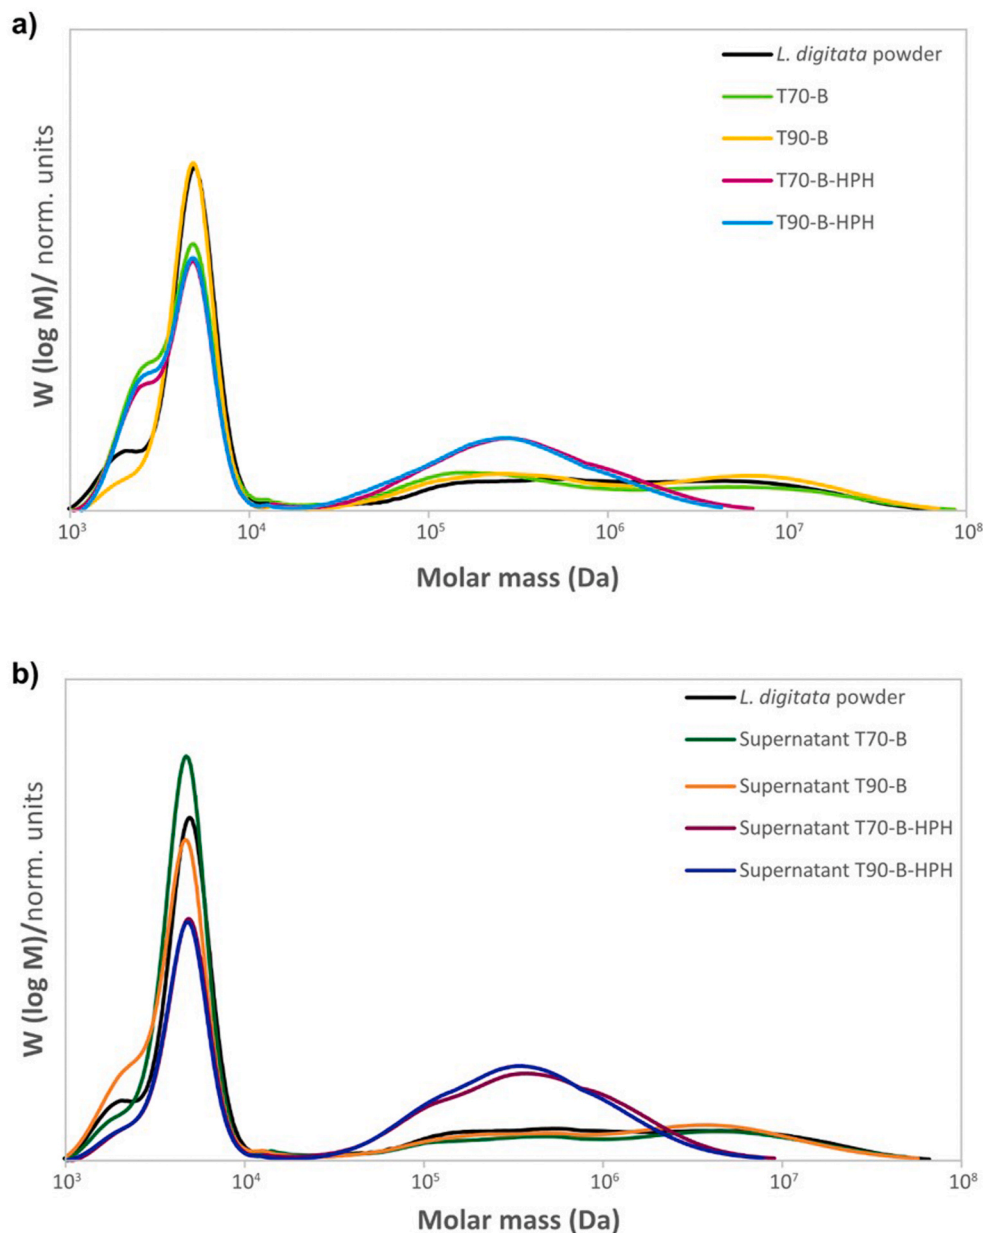 a)
L. digitata powder
T70-B
T90-B
T70-B-HPH
T90-B-HPH
W (log M)/ norm. units
10³ 10⁴ 10⁵ 10⁶ 10⁷ 10⁸
Molar mass (Da)
b)
L. digitata powder
Supernatant T70-B
Supernatant T90-B
Supernatant T70-B-HPH
Supernatant T90-B-HPH
W (log M)/norm. units
10³ 10⁴ 10⁵ 10⁶ 10⁷ 10⁸
Molar mass (Da)